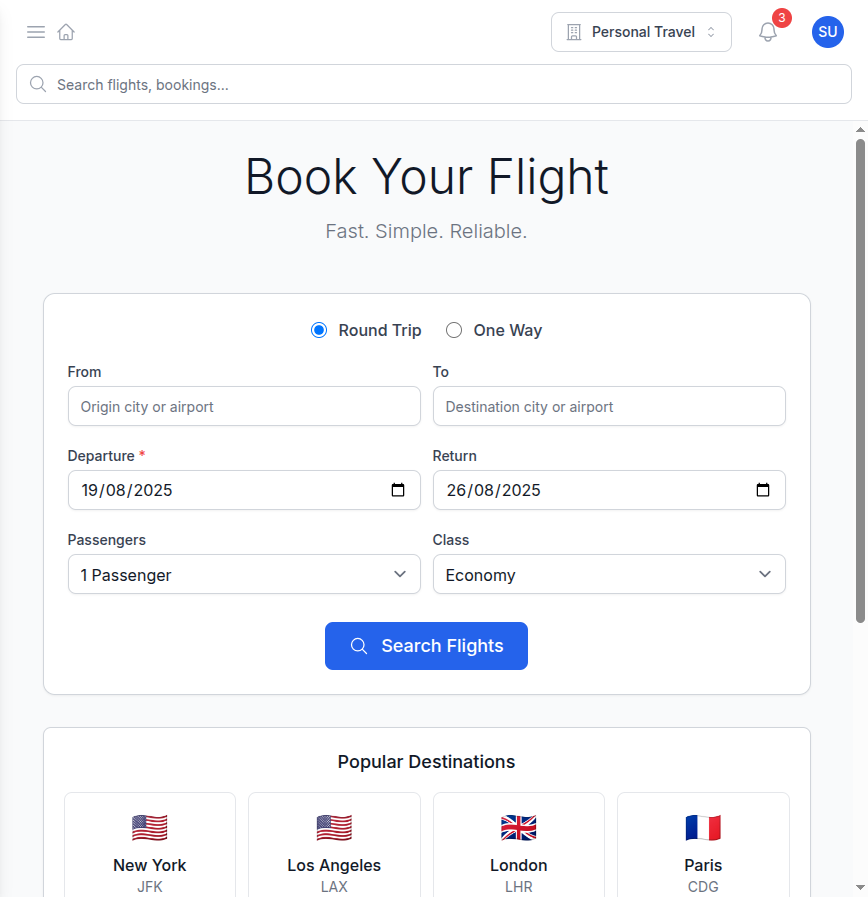 Personal Travel
3
SU
Search flights, bookings...
Book Your Flight
Fast. Simple. Reliable.
Round Trip One Way
From To
Origin city or airport Destination city or airport
Departure * Return
19/08/2025 26/08/2025
Passengers Class
1 Passenger Economy
Search Flights
Popular Destinations
New York Los Angeles London Paris
JFK LAX LHR CDG